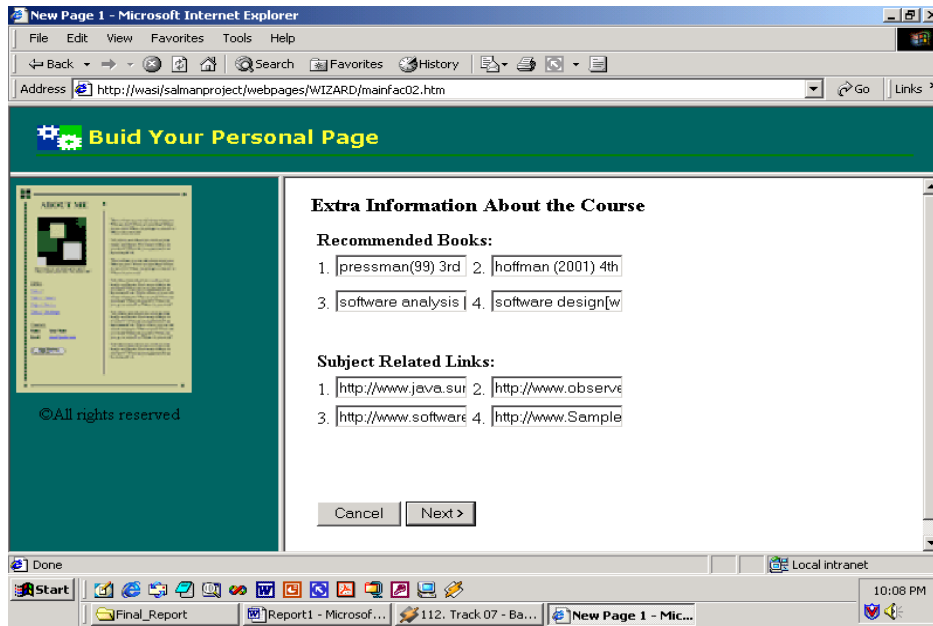 New Page 1 - Microsoft Internet Explorer
File Edit View Favorites Tools Help
Back Search Favorites History
Address http://wasi/salmanproject/webpages/WIZARD/mainfac02.htm Go Links
Buid Your Personal Page
ABOUT ME
©All rights reserved
Extra Information About the Course
Recommended Books:
1. pressman(99) 3rd 2. hoffman (2001) 4th
3. software analysis [ 4. software design[w
Subject Related Links:
1. http://www.java.sun 2. http://www.observe
3. http://www.software 4. http://www.Sample
Cancel Next >
Done Local intranet
Start 10:08 PM
Final_Report Report1 - Microsof... 112. Track 07 - Ba... New Page 1 - Mic...